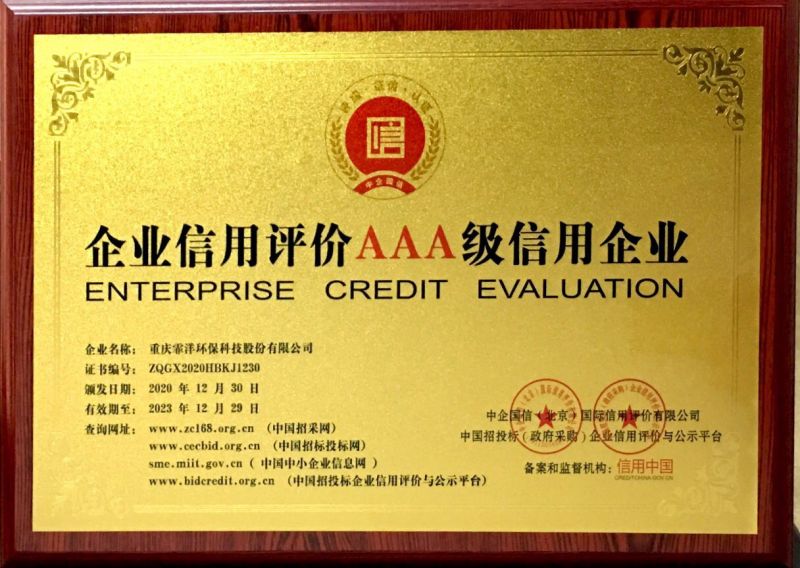 信
中企国信
企业信用评价AAA级信用企业
ENTERPRISE CREDIT EVALUATION
企业名称： 重庆霏洋环保科技股份有限公司
证书编号： ZQGX2020HBKJ1230
颁发日期： 2020 年 12 月 30 日
有效期至： 2023 年 12 月 29 日
查询网址： www.zc168.org.cn （中国招采网）
www.cecbid.org.cn （中国招标投标网）
sme.miit.gov.cn（ 中国中小企业信息网 ）
www.bidcredit.org.cn （中国招投标企业信用评价与公示平台）
中企国信（北京）国际信用评价有限公司
中国招投标（政府采购）企业信用评价与公示平台
备案和监督机构： 信用中国
CREDITCHINA.GOV.CN